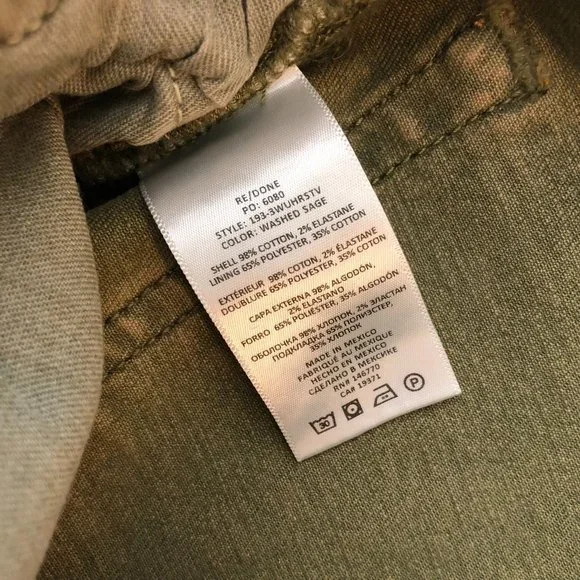 RE/DONE
PO: 6080
STYLE: 193-3WUHRSTV
COLOR: WASHED SAGE
SHELL 98% COTTON, 2% ELASTANE
LINING 65% POLYESTER, 35% COTTON
EXTÉRIEUR 98% COTON, 2% ÉLASTANE
DOUBLURE 65% POLYESTER, 35% COTON
CAPA EXTERNA 98% ALGODÓN,
2% ELASTANO
FORRO 65% POLIÉSTER, 35% ALGODÓN
ОБОЛОЧКА 98% ХЛОПОК, 2% ЭЛАСТАН
ПОДКЛАДКА 65% ПОЛИЭСТЕР,
35% ХЛОПОК
MADE IN MEXICO
FABRIQUÉ AU MEXIQUE
HECHO EN MEXICO
СДЕЛАНО В МЕКСИКЕ
RN# 146770
CA# 19371
30 P